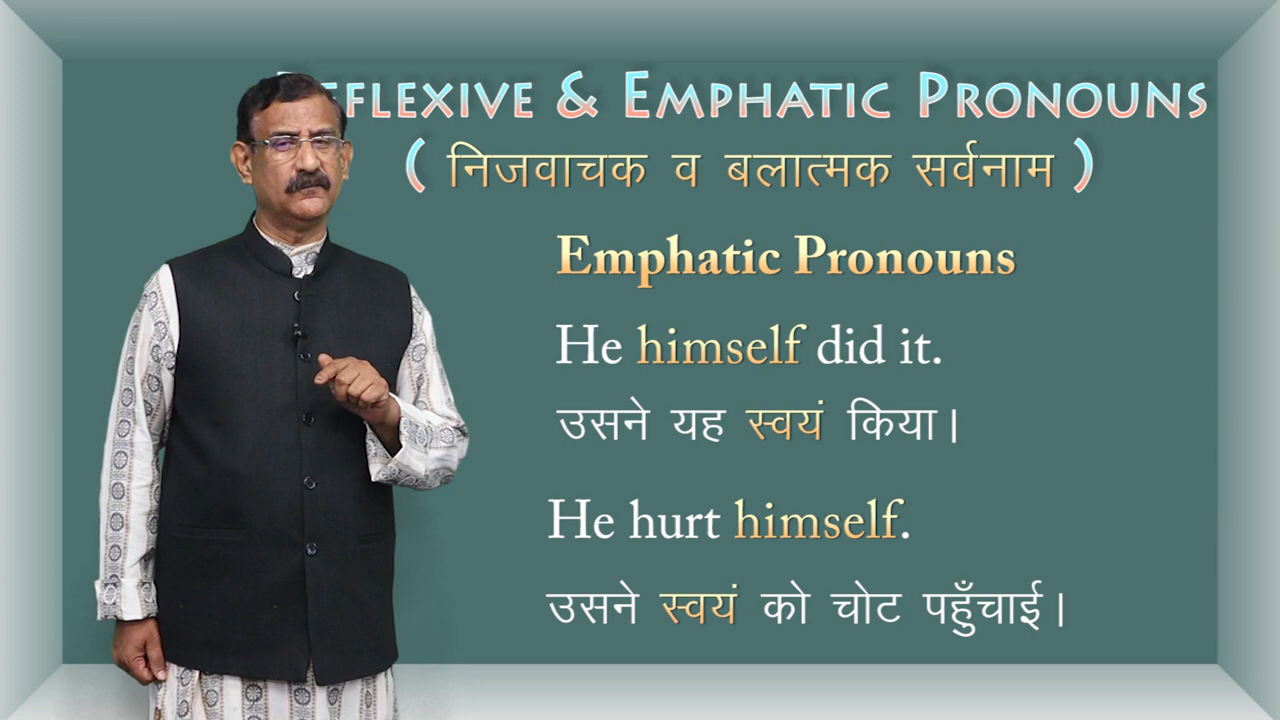 & EMPHATIC PRONOUNS
( निजवाचक व बलात्मक सर्वनाम )
Emphatic Pronouns
He himself did it.
उसने यह स्वयं किया।
He hurt himself.
उसने स्वयं को चोट पहुँचाई।